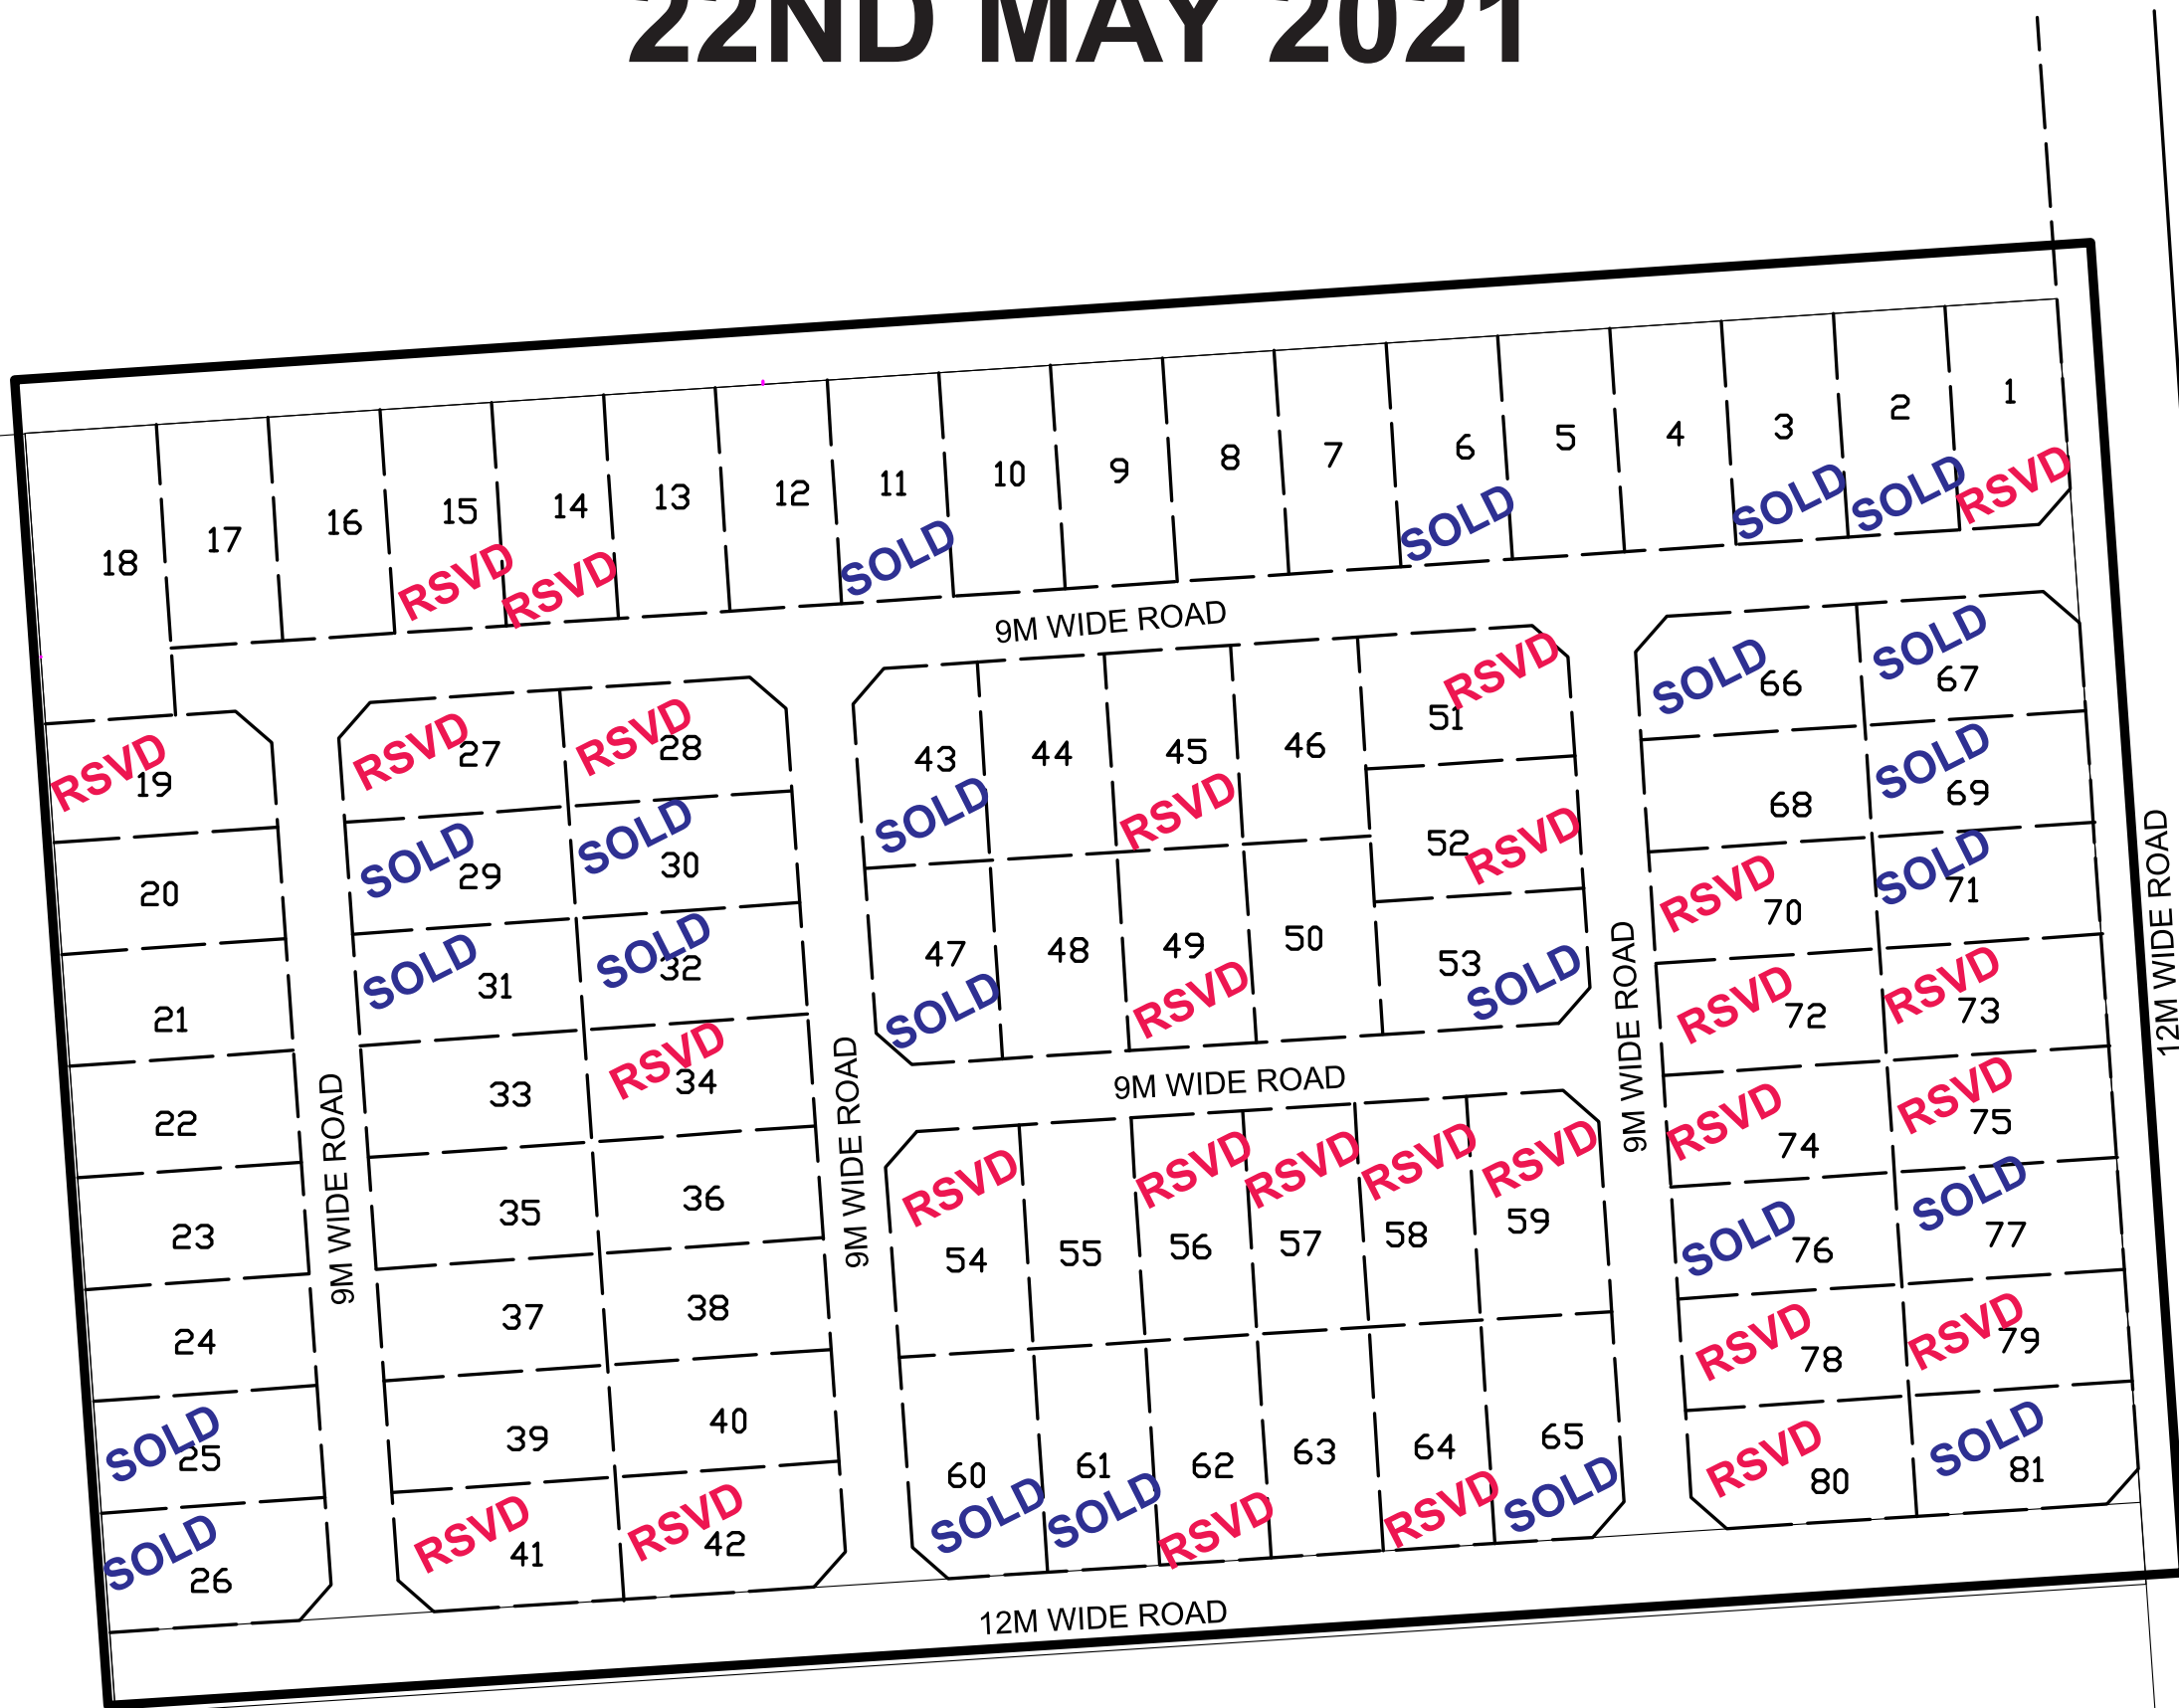 22ND MAY 2021
1 RSVD
2 SOLD
3 SOLD
4
5
6 SOLD
7
8
9
10
11 SOLD
12
13
14 RSVD
15 RSVD
16
17
18
9M WIDE ROAD
RSVD 19
20
21
22
23
24
SOLD 25
SOLD 26
9M WIDE ROAD
RSVD 27
RSVD 28
SOLD 29
SOLD 30
SOLD 31
SOLD 32
33
RSVD 34
35
36
37
38
39
40
RSVD 41
RSVD 42
9M WIDE ROAD
43 SOLD
44
45 RSVD
46
47 SOLD
48
49 RSVD
50
RSVD 51
52 RSVD
53 SOLD
9M WIDE ROAD
RSVD 54
55
RSVD 56
RSVD 57
RSVD 58
RSVD 59
60 SOLD
61 SOLD
62 RSVD
63
64 RSVD
65 SOLD
9M WIDE ROAD
SOLD 66
SOLD 67
68
SOLD 69
RSVD 70
SOLD 71
RSVD 72
RSVD 73
RSVD 74
RSVD 75
SOLD 76
SOLD 77
RSVD 78
RSVD 79
RSVD 80
SOLD 81
12M WIDE ROAD
12M WIDE ROAD